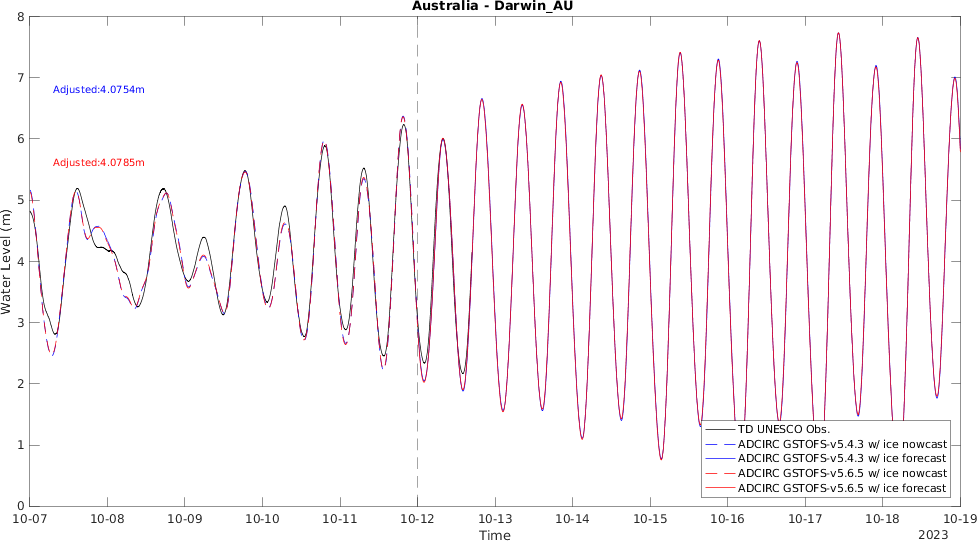 Australia - Darwin_AU
8
7
6
5
4
3
2
1
0
Water Level (m)
Adjusted:4.0754m
Adjusted:4.0785m
TD UNESCO Obs.
ADCIRC GSTOFS-v5.4.3 w/ ice nowcast
ADCIRC GSTOFS-v5.4.3 w/ ice forecast
ADCIRC GSTOFS-v5.6.5 w/ ice nowcast
ADCIRC GSTOFS-v5.6.5 w/ ice forecast
10-07 10-08 10-09 10-10 10-11 10-12 10-13 10-14 10-15 10-16 10-17 10-18 10-19
Time
2023